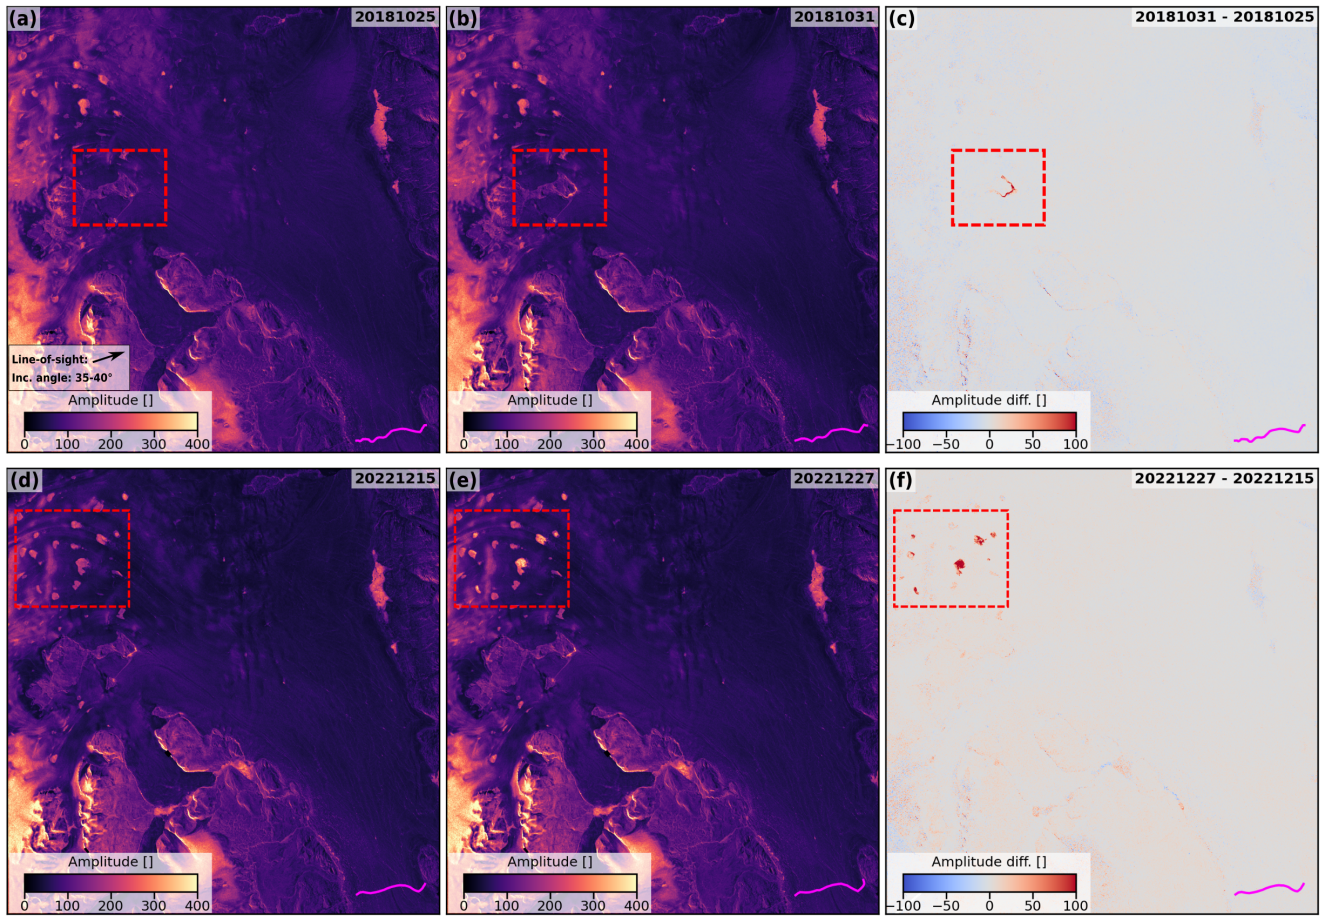 (a) 20181025
(b) 20181031
(c) 20181031 - 20181025
Line-of-sight:
Inc. angle: 35-40°
Amplitude []
0 100 200 300 400
Amplitude []
0 100 200 300 400
Amplitude diff. []
−100 −50 0 50 100
(d) 20221215
(e) 20221227
(f) 20221227 - 20221215
Amplitude []
0 100 200 300 400
Amplitude []
0 100 200 300 400
Amplitude diff. []
−100 −50 0 50 100